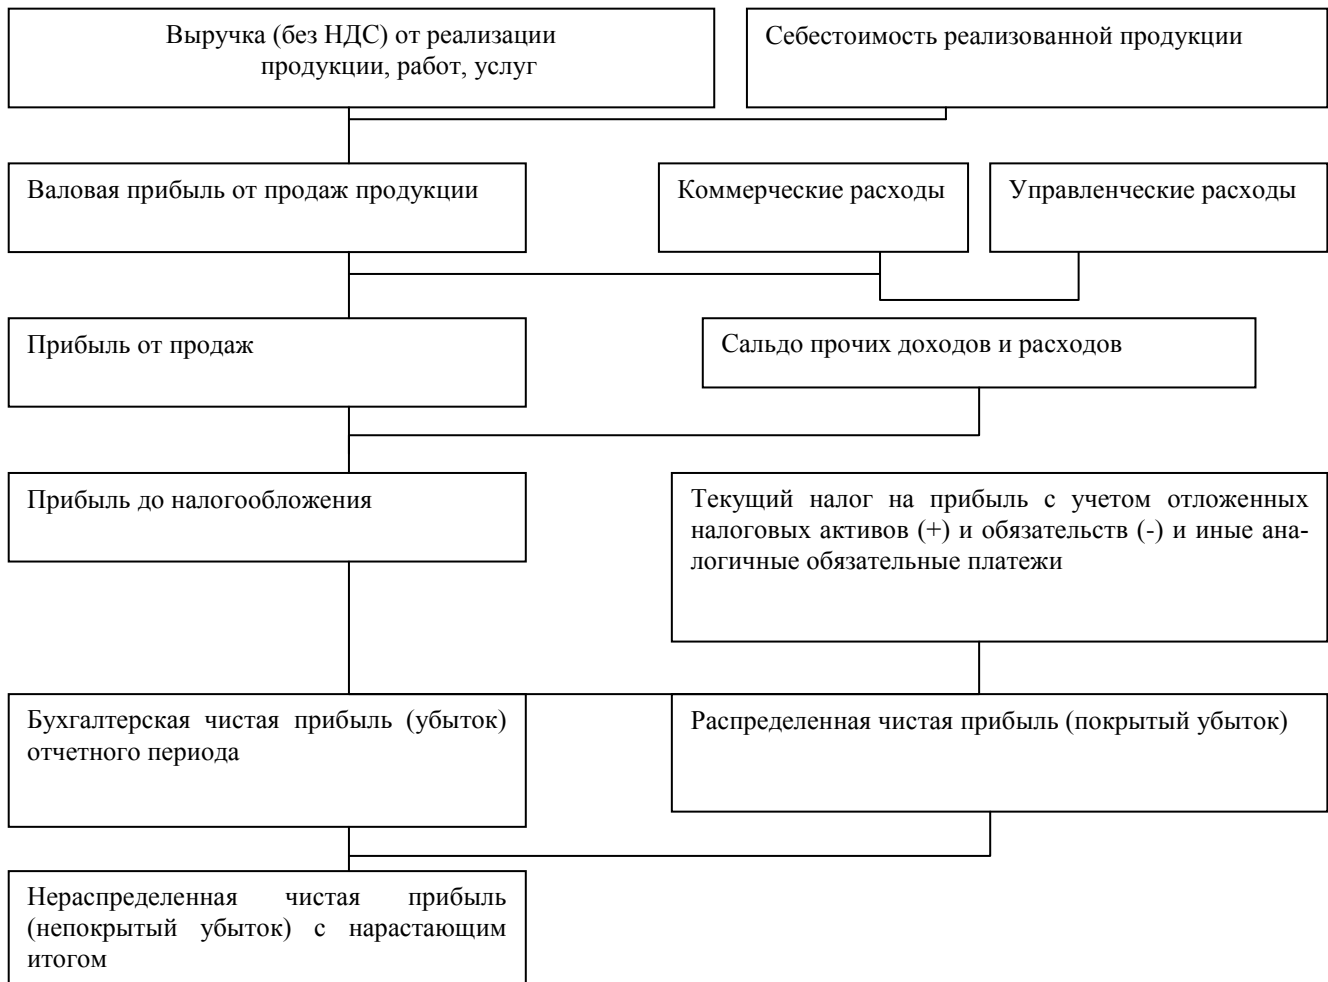 Выручка (без НДС) от реализации
продукции, работ, услуг
Себестоимость реализованной продукции
Валовая прибыль от продаж продукции
Коммерческие расходы
Управленческие расходы
Прибыль от продаж
Сальдо прочих доходов и расходов
Прибыль до налогообложения
Текущий налог на прибыль с учетом отложенных
налоговых активов (+) и обязательств (-) и иные ана-
логичные обязательные платежи
Бухгалтерская чистая прибыль (убыток)
отчетного периода
Распределенная чистая прибыль (покрытый убыток)
Нераспределенная чистая прибыль
(непокрытый убыток) с нарастающим
итогом